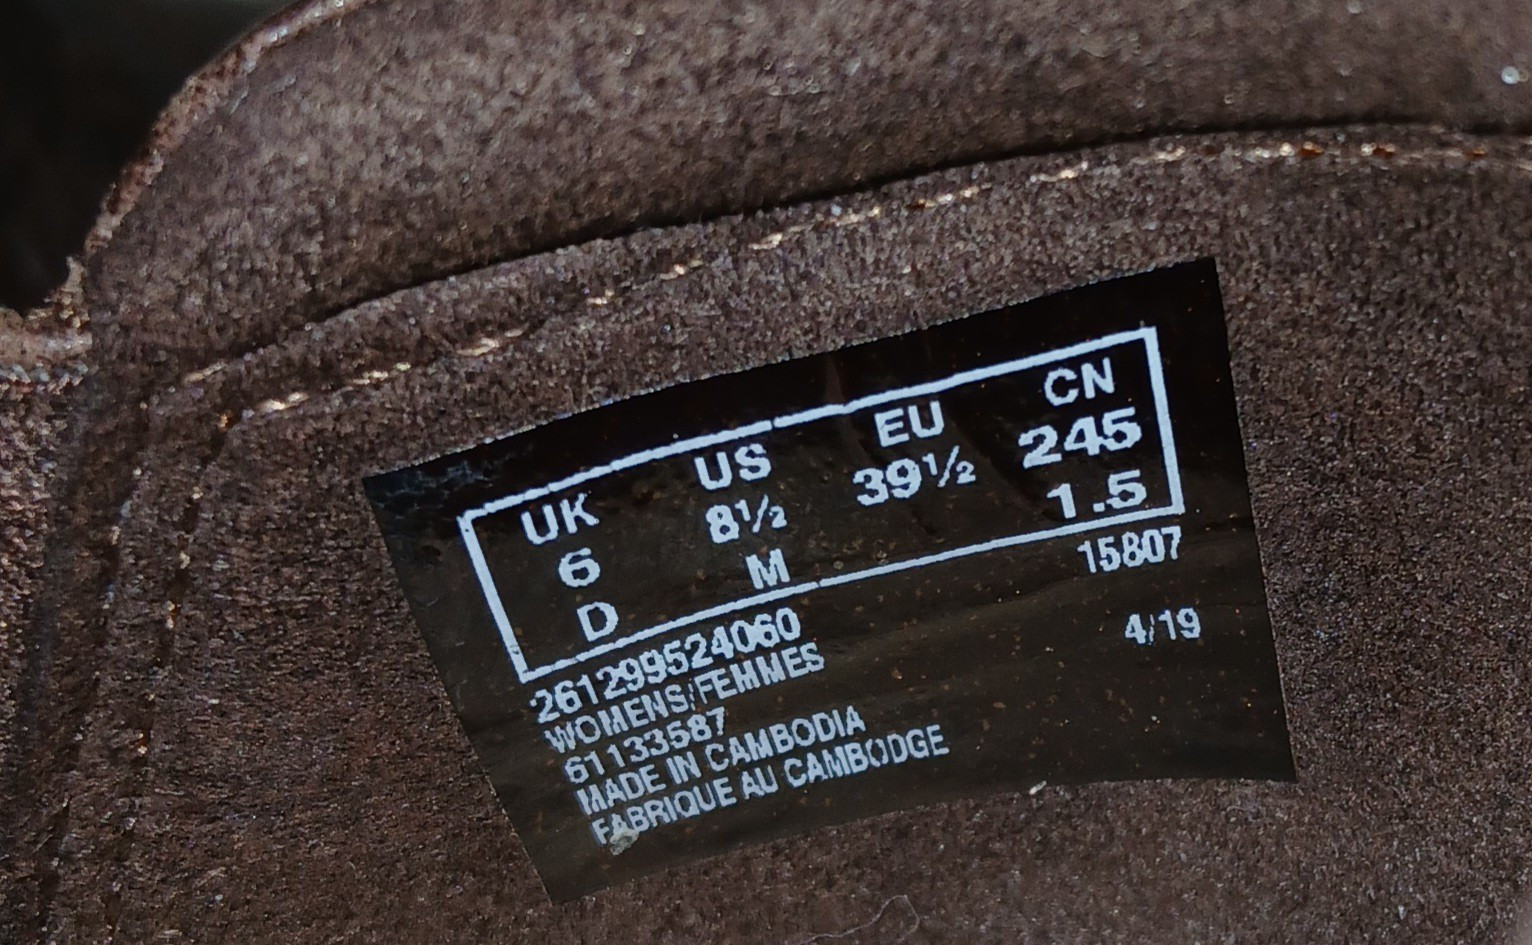 UK US EU CN
6 8½ 39½ 245
D M 1.5
261299524060 15807
WOMENS/FEMMES
61133587 4/19
MADE IN CAMBODIA
FABRIQUE AU CAMBODGE